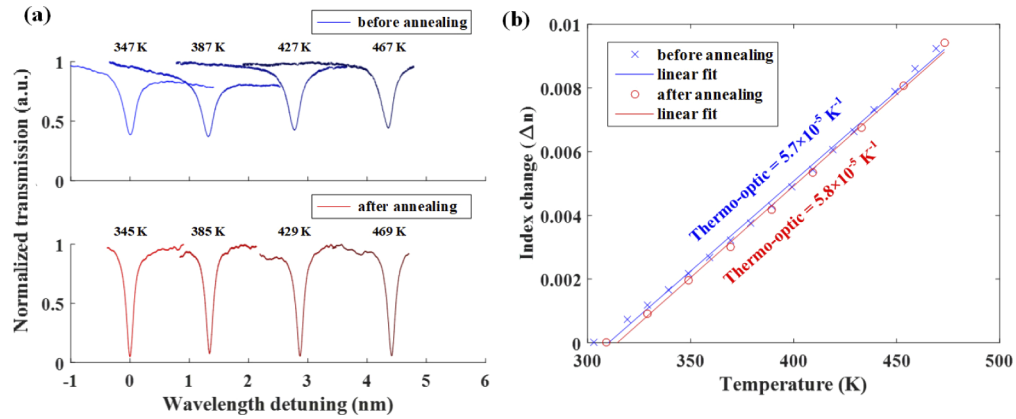 (a)
before annealing
347 K 387 K 427 K 467 K
1
0.5
0
after annealing
345 K 385 K 429 K 469 K
1
0.5
0
-1 0 1 2 3 4 5 6
Normalized transmission (a.u.)
Wavelength detuning (nm)
(b)
0.01
0.008
0.006
0.004
0.002
0.000
300 350 400 450 500
before annealing
linear fit
after annealing
linear fit
Thermo-optic = 5.7×10⁻⁵ K⁻¹
Thermo-optic = 5.8×10⁻⁵ K⁻¹
Index change (Δn)
Temperature (K)